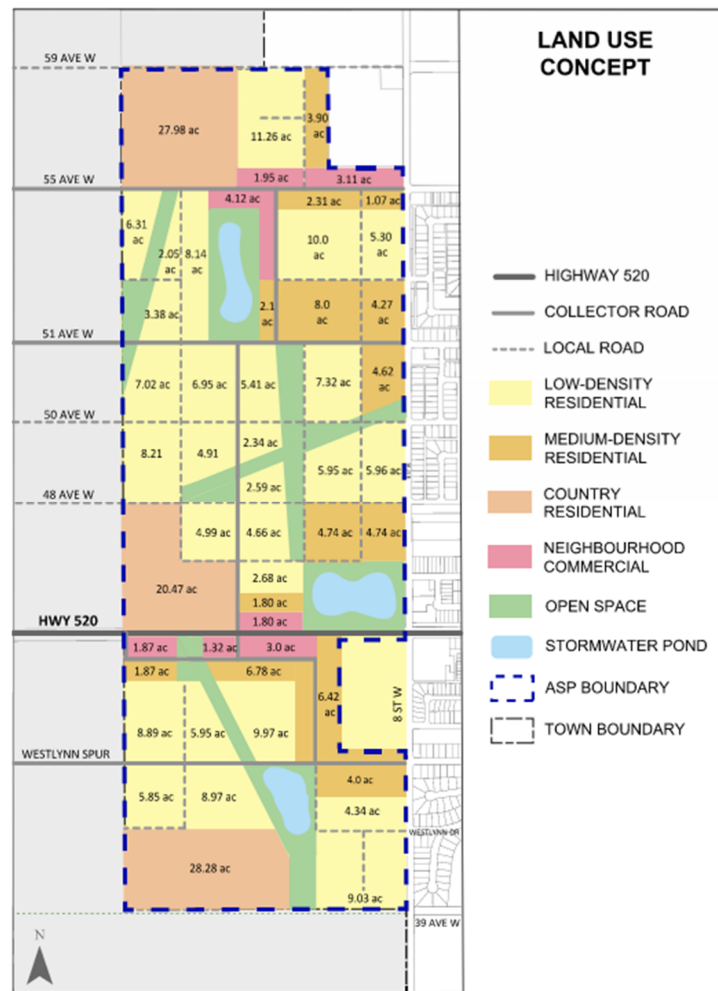 LAND USE
CONCEPT
59 AVE W
27.98 ac
11.26 ac
3.90
ac
1.95 ac
3.11 ac
55 AVE W
4.12 ac
2.31 ac
1.07 ac
6.31
ac
2.05
ac
8.14
ac
10.0
ac
5.30
ac
3.38 ac
2.1
ac
8.0
ac
4.27
ac
51 AVE W
7.02 ac
6.95 ac
5.41 ac
7.32 ac
4.62
ac
50 AVE W
8.21
4.91
2.34 ac
2.59 ac
5.95 ac
5.96 ac
48 AVE W
4.99 ac
4.66 ac
4.74 ac
4.74 ac
20.47 ac
2.68 ac
1.80 ac
1.80 ac
HWY 520
1.87 ac
1.32 ac
3.0 ac
1.87 ac
6.78 ac
6.42
ac
8 ST W
8.89 ac
5.95 ac
9.97 ac
WESTLYNN SPUR
5.85 ac
8.97 ac
4.0 ac
4.34 ac
WESTLYNN DR
28.28 ac
9.03 ac
39 AVE W
N
HIGHWAY 520
COLLECTOR ROAD
LOCAL ROAD
LOW-DENSITY
RESIDENTIAL
MEDIUM-DENSITY
RESIDENTIAL
COUNTRY
RESIDENTIAL
NEIGHBOURHOOD
COMMERCIAL
OPEN SPACE
STORMWATER POND
ASP BOUNDARY
TOWN BOUNDARY